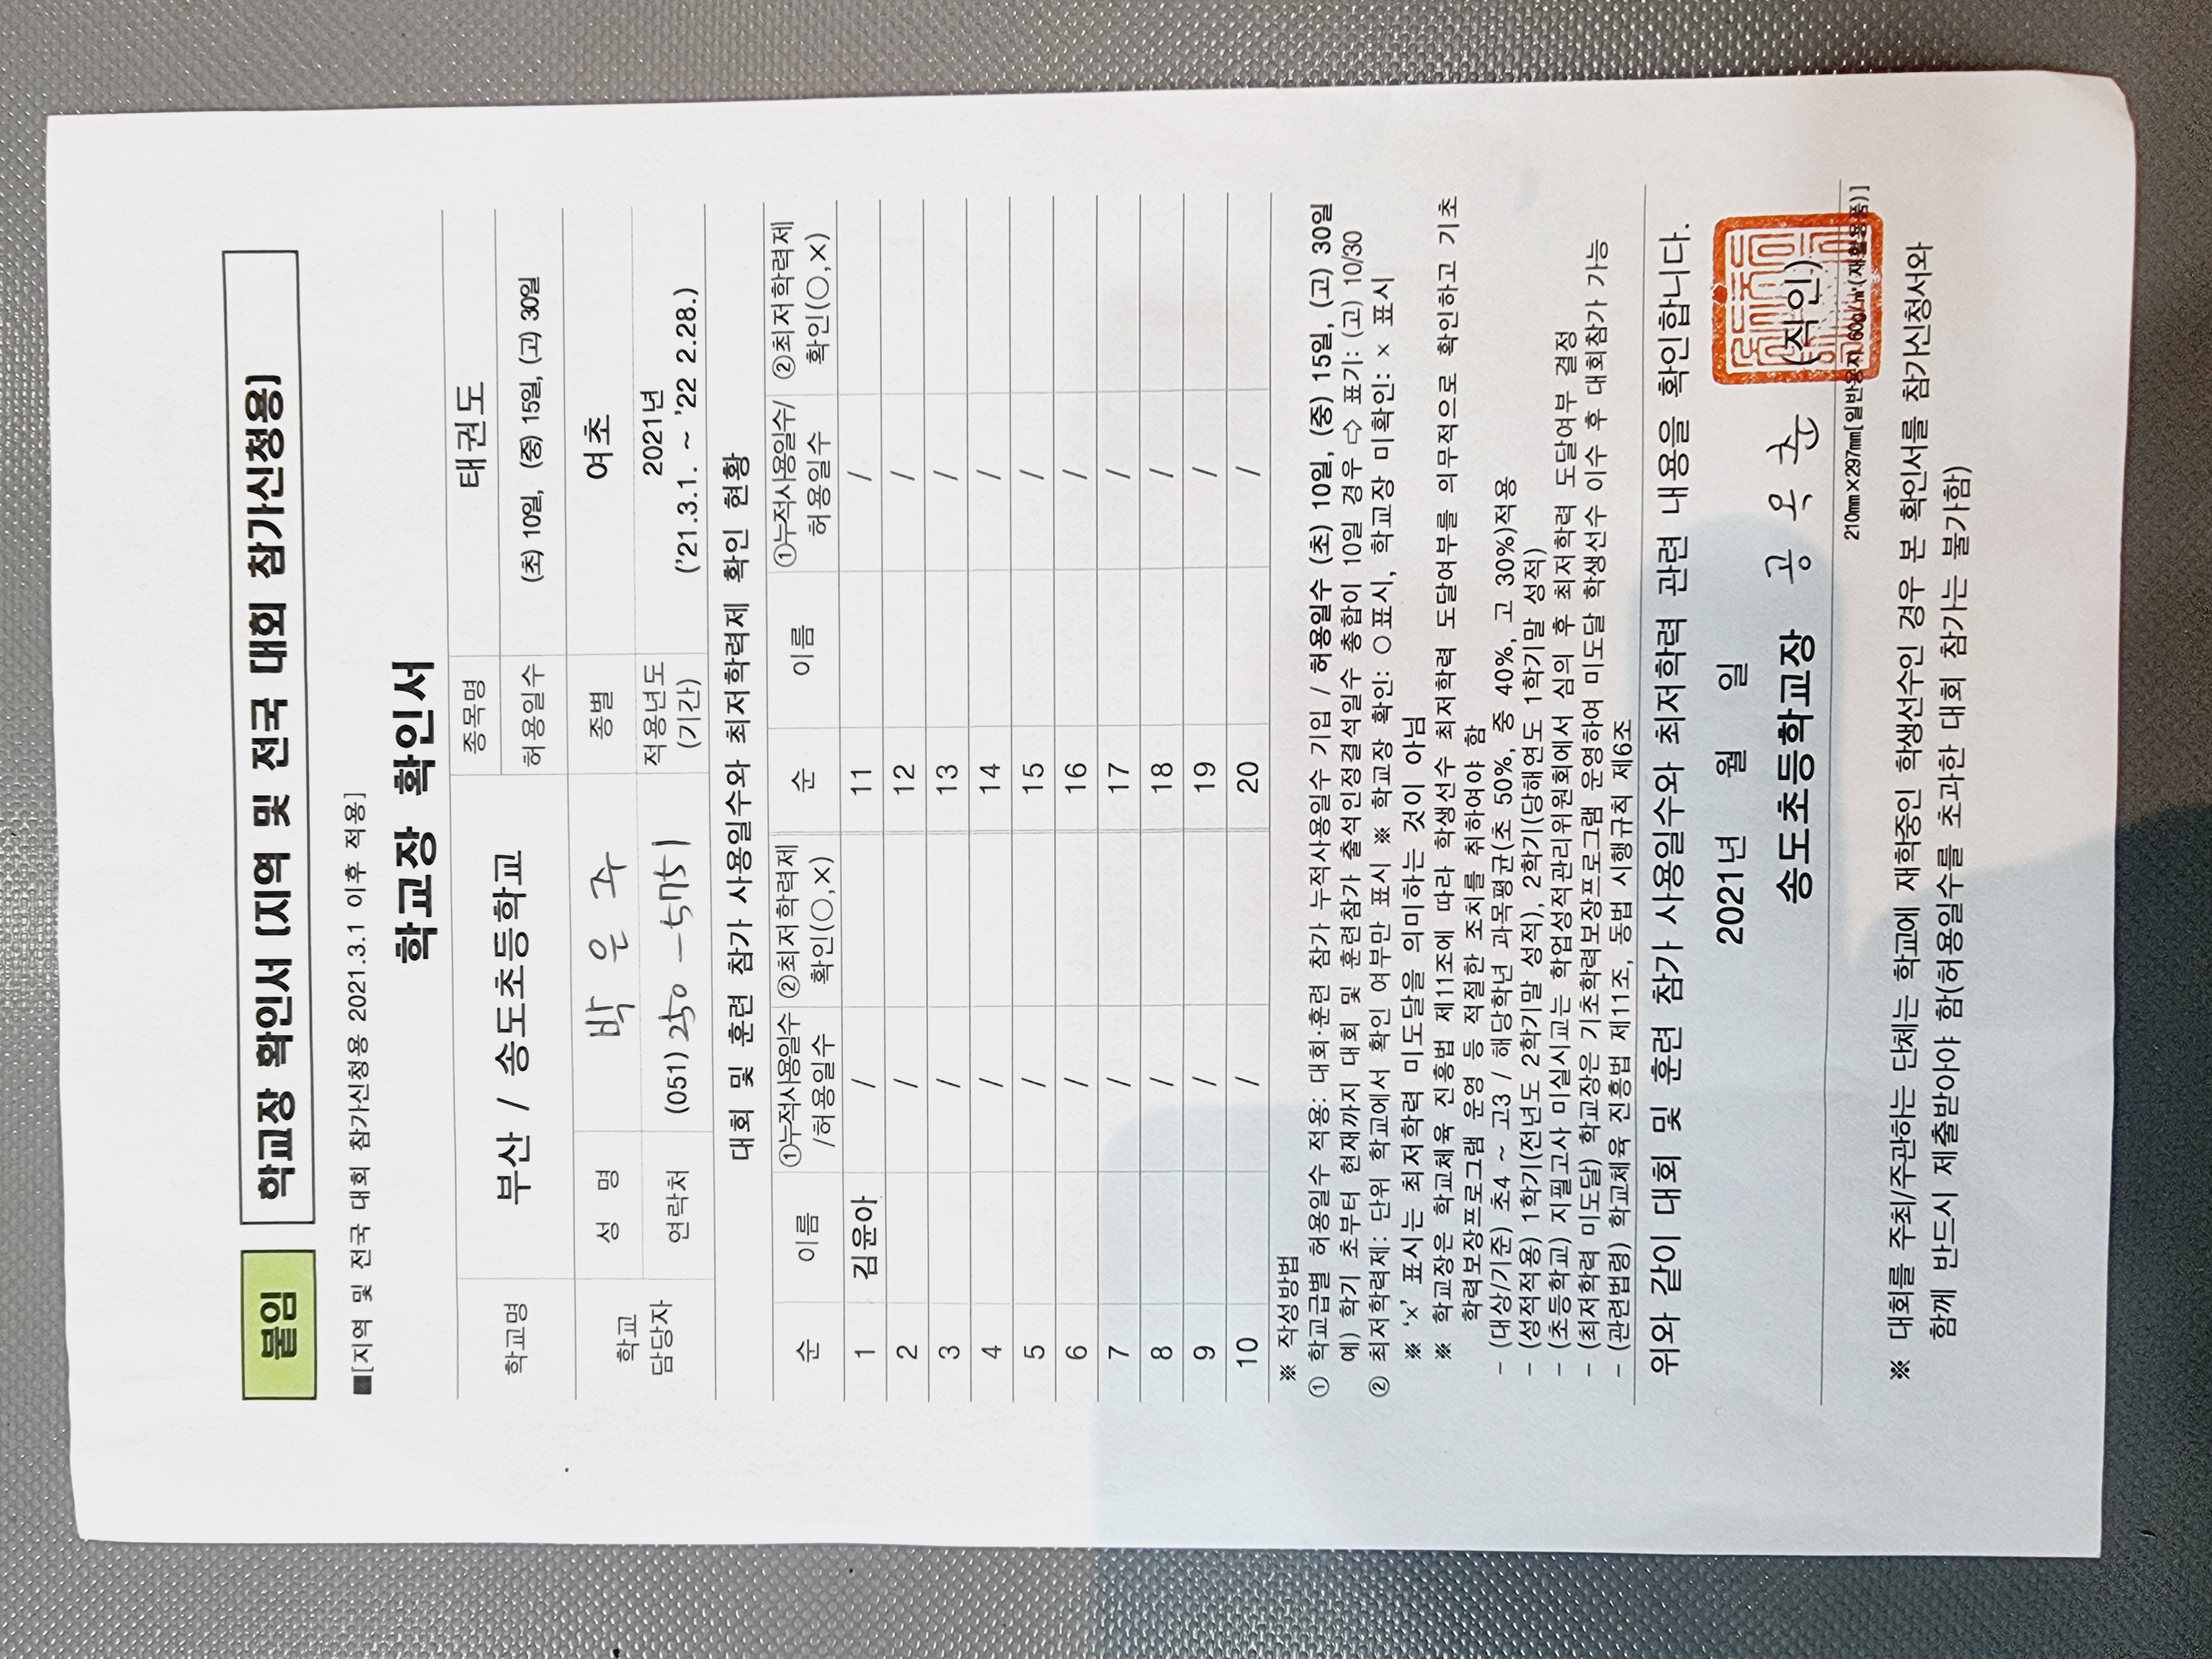 붙임 학교장 확인서 (지역 및 전국 대회 참가신청용)
■[지역 및 전국 대회 참가신청용 2021.3.1 이후 적용]
학교장 확인서
학교명 부산 / 송도초등학교 종목명 태권도
허용일수 (초) 10일, (중) 15일, (고) 30일
학교 담당자 성 명 박 은 주 종별 여초
연락처 (051) 250-5751 적용년도 (기간) 2021년 ('21.3.1. ~ '22 2.28.)
대회 및 훈련 참가 사용일수와 최저학력제 확인 현황
순 이름 ①누적사용일수 /허용일수 ②최저학력제 확인(○,×) 순 이름 ①누적사용일수/ 허용일수 ②최저학력제 확인(○,×)
1 김윤아 / 11 /
2 / 12 /
3 / 13 /
4 / 14 /
5 / 15 /
6 / 16 /
7 / 17 /
8 / 18 /
9 / 19 /
10 / 20 /
※ 작성방법
① 학교급별 허용일수 적용: 대회·훈련 참가 누적사용일수 기입 / 허용일수 (초) 10일, (중) 15일, (고) 30일
예) 학기 초부터 현재까지 대회 및 훈련참가 출석인정결석일수 총합이 10일 경우 ⇨ 표기: (고) 10/30
② 최저학력제: 단위 학교에서 확인 여부만 표시 ※ 학교장 확인: ○표시, 학교장 미확인: × 표시
※ '×' 표시는 최저학력 미도달을 의미하는 것이 아님
※ 학교장은 학교체육 진흥법 제11조에 따라 학생선수 최저학력 도달여부를 의무적으로 확인하고 기초
학력보장프로그램 운영 등 적절한 조치를 취하여야 함
- (대상/기준) 초4 ~ 고3 / 해당학년 과목평균(초 50%, 중 40%, 고 30%)적용
- (성적적용) 1학기(전년도 2학기말 성적), 2학기(당해연도 1학기말 성적)
- (초등학교) 지필고사 미실시교는 학업성적관리위원회에서 심의 후 최저학력 도달여부 결정
- (최저학력 미도달) 학교장은 기초학력보장프로그램 운영하여 미도달 학생선수 이수 후 대회참가 가능
- (관련법령) 학교체육 진흥법 제11조, 동법 시행규칙 제6조
위와 같이 대회 및 훈련 참가 사용일수와 최저학력 관련 내용을 확인합니다.
2021년 월 일
송도초등학교장 공 옥 춘 (직인)
210mm×297mm[일반용지 60g/㎡(재활용품)]
※ 대회를 주최/주관하는 단체는 학교에 재학중인 학생선수인 경우 본 확인서를 참가신청서와
함께 반드시 제출받아야 함(허용일수를 초과한 대회 참가는 불가함)